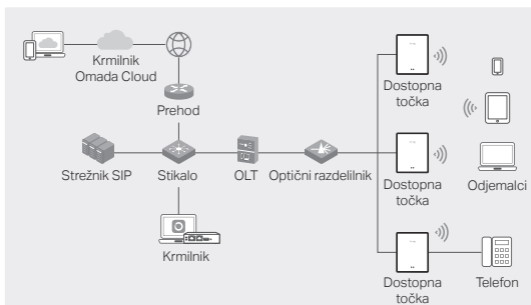 Krmilnik
Omada Cloud
Prehod
Strežnik SIP
Stikalo
OLT
Optični razdelilnik
Krmilnik
Dostopna
točka
Dostopna
točka
Odjemalci
Dostopna
točka
Telefon